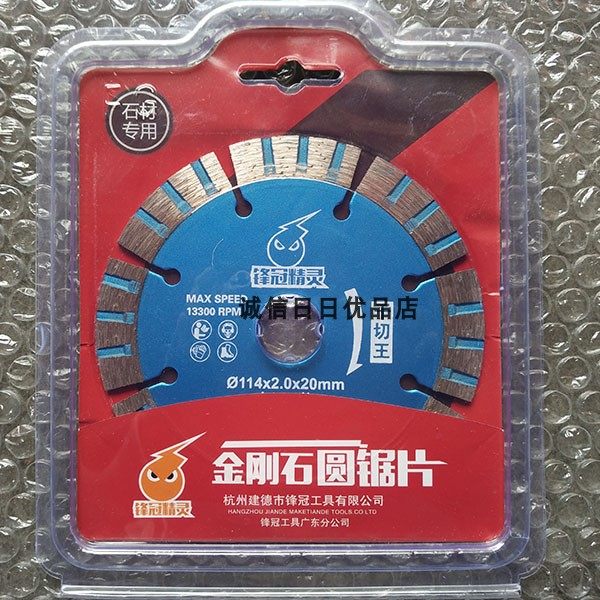 石材
专用
锋冠精灵
MAX SPEED
13300 RPM
诚信日日优品店
切王
Ø114x2.0x20mm
锋冠精灵
金刚石圆锯片
杭州建德市锋冠工具有限公司
HANGZHOU JIANDE MAKETIANDE TOOLS CO.LTD
锋冠工具广东分公司